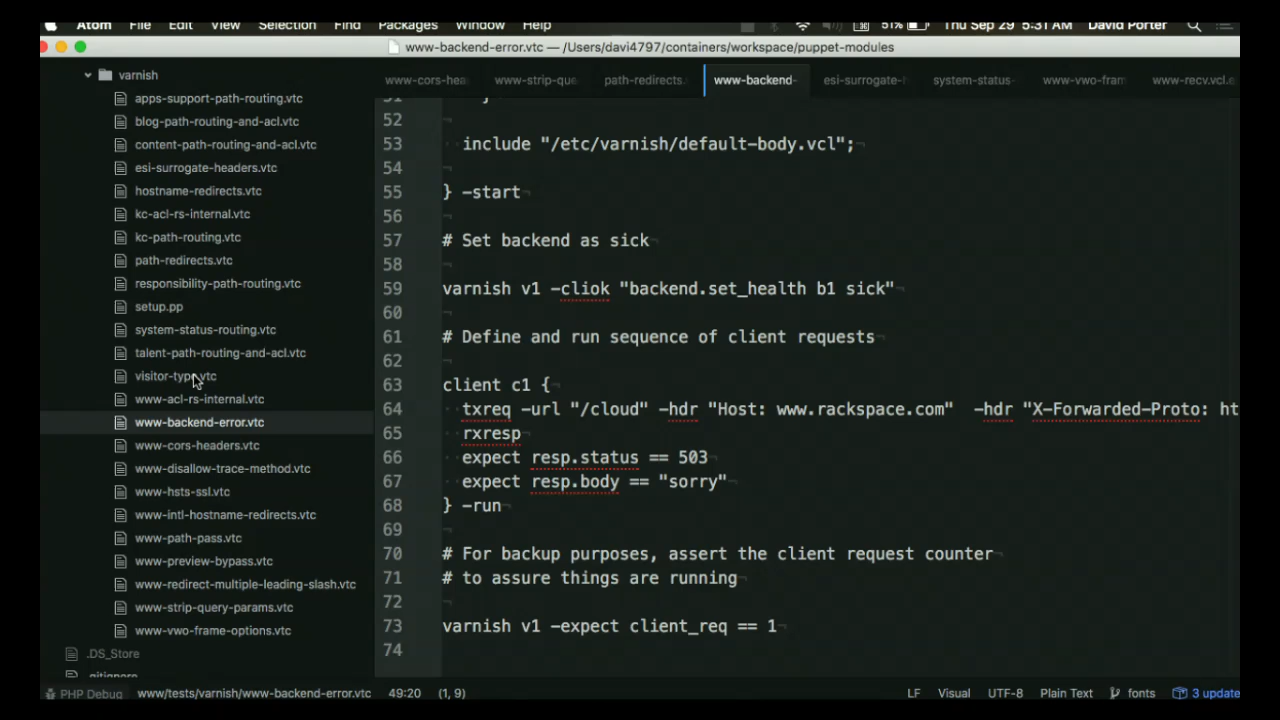 Atom File Edit View Selection Find Packages Window Help 51% Thu Sep 29 5:31 AM David Porter
www-backend-error.vtc — /Users/davi4797/containers/workspace/puppet-modules
www-cors-hea www-strip-que path-redirects. www-backend- esi-surrogate-h system-status- www-vwo-fram www-recv.vcl.e
varnish
apps-support-path-routing.vtc
blog-path-routing-and-acl.vtc
content-path-routing-and-acl.vtc
esi-surrogate-headers.vtc
hostname-redirects.vtc
kc-acl-rs-internal.vtc
kc-path-routing.vtc
path-redirects.vtc
responsibility-path-routing.vtc
setup.pp
system-status-routing.vtc
talent-path-routing-and-acl.vtc
visitor-type.vtc
www-acl-rs-internal.vtc
www-backend-error.vtc
www-cors-headers.vtc
www-disallow-trace-method.vtc
www-hsts-ssl.vtc
www-intl-hostname-redirects.vtc
www-path-pass.vtc
www-preview-bypass.vtc
www-redirect-multiple-leading-slash.vtc
www-strip-query-params.vtc
www-vwo-frame-options.vtc
.DS_Store
.gitignore
51 }
52
53 include "/etc/varnish/default-body.vcl";
54
55 } -start
56
57 # Set backend as sick
58
59 varnish v1 -cliok "backend.set_health b1 sick"
60
61 # Define and run sequence of client requests
62
63 client c1 {
64 txreq -url "/cloud" -hdr "Host: www.rackspace.com" -hdr "X-Forwarded-Proto: ht
65 rxresp
66 expect resp.status == 503
67 expect resp.body == "sorry"
68 } -run
69
70 # For backup purposes, assert the client request counter
71 # to assure things are running
72
73 varnish v1 -expect client_req == 1
74
PHP Debug www/tests/varnish/www-backend-error.vtc 49:20 (1, 9) LF Visual UTF-8 Plain Text fonts 3 update